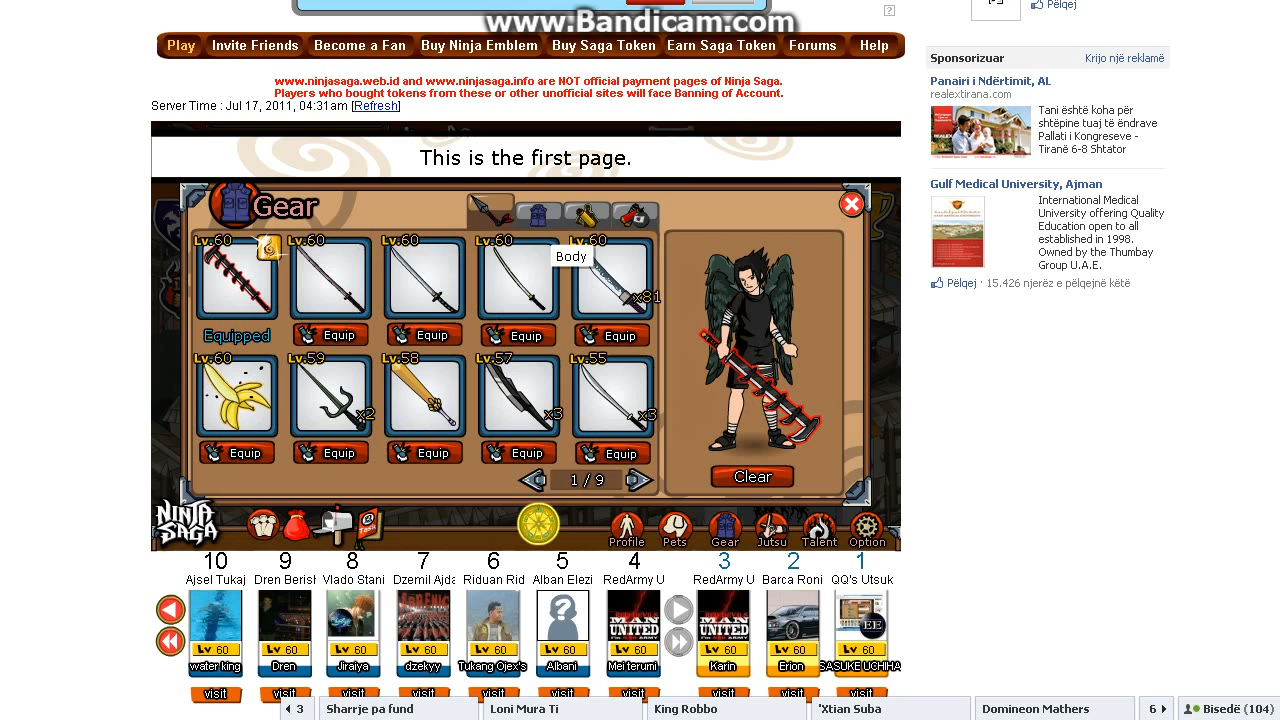 www.Bandicam.com
Pëlqej
Play Invite Friends Become a Fan Buy Ninja Emblem Buy Saga Token Earn Saga Token Forums Help
www.ninjasaga.web.id and www.ninjasaga.info are NOT official payment pages of Ninja Saga.
Players who bought tokens from these or other unofficial sites will face Banning of Account.
Server Time : Jul 17, 2011, 04:31am [Refresh]
This is the first page.
Gear
Lv.60 Lv.60 Lv.60 Lv.60 Lv.60
Body
x81
Equipped Equip Equip Equip Equip
Lv.60 Lv.59 Lv.58 Lv.57 Lv.55
x2 x3 x3
Equip Equip Equip Equip Equip
1 / 9
Clear
NINJA SAGA
Task
Profile Pets Gear Jutsu Talent Option
10 9 8 7 6 5 4 3 2 1
Ajsel Tukaj Dren Berish Vlado Stani Dzemil Ajda Riduan Rid Alban Elezi RedArmy U RedArmy U Barca Roni QQ's Utsuk
Lv 60 Lv 60 Lv 60 Lv 60 Lv 60 Lv 60 Lv 60 Lv 60 Lv 60 Lv 60
water king Dren Jiraiya dzekyy Tukang Ojex's Albani Mei terumi Karin Erion SASUKE UCHIHA
visit visit visit visit visit visit visit visit visit visit
Sponsorizuar Krijo një reklamë
Panairi i Ndërtimit, AL
realextirana.com
Tani është koha për
shtëpine tuaj Perëndrave
Pallati i Kongreseve -
Tiranë 6-8 Shtator
Gulf Medical University, Ajman
International Medical
University of high quality
Education open to all
established in 1998.
Owned by the Thumbay
Group U.A.E.
Pëlqej · 15.426 njerëz e pëlqejnë këtë
3 Sharrje pa fund Loni Mura Ti King Robbo 'Xtian Suba Domineon Mathers 6 Bisedë (104)